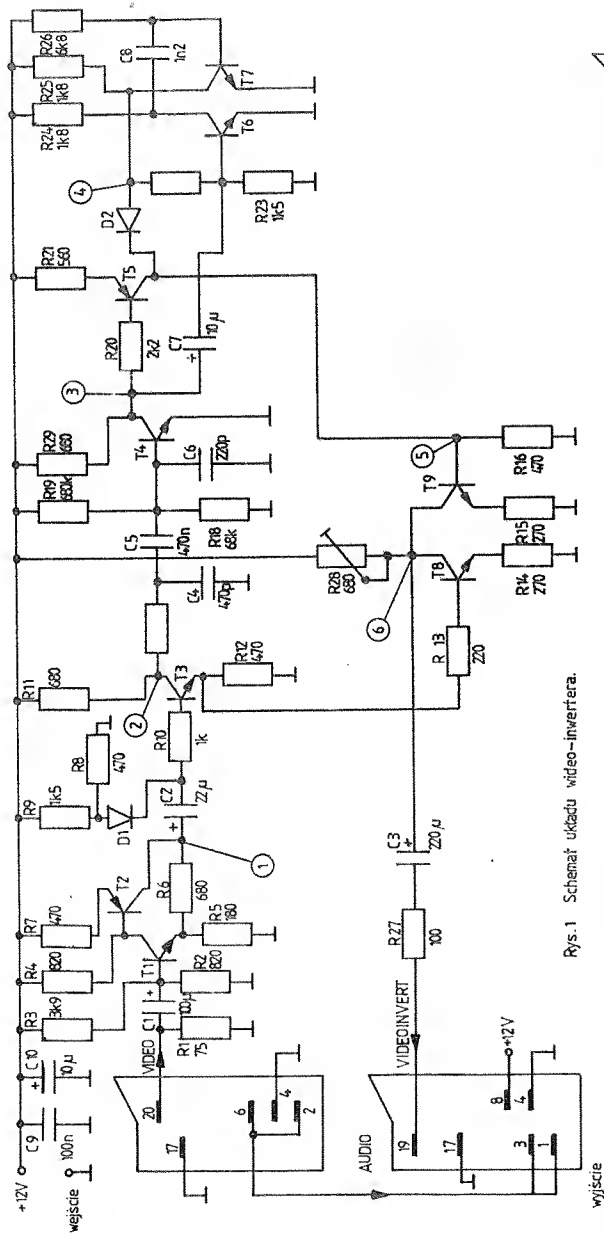 +12V
wejście
C9
100n
C10
10µ
+
R3
3k9
R4
820
R7
470
T2
T1
R2
820
R5
180
R6
680
C1
100µ
+
R1
75
VIDEO
20
17
6
4
2
1
C2
22µ
+
D1
R9
1k5
R8
470
R10
1k
R11
680
2
T3
R12
470
C4
470p
C5
470n
R19
680k
R29
680
R18
68k
C6
220p
T4
3
R20
2k2
C7
10µ
+
T5
R21
560
D2
4
R23
1k5
R24
1k8
R25
1k8
R26
6k8
C8
1n2
T6
T7
R28
680
6
T8
T9
5
R13
220
R14
270
R15
270
R16
470
C3
220µ
+
R27
100
VIDEOINVERT
AUDIO
19
17
3
1
8
4
+12V
wyjście
Rys.1 Schemat układu wideo-inwertera.